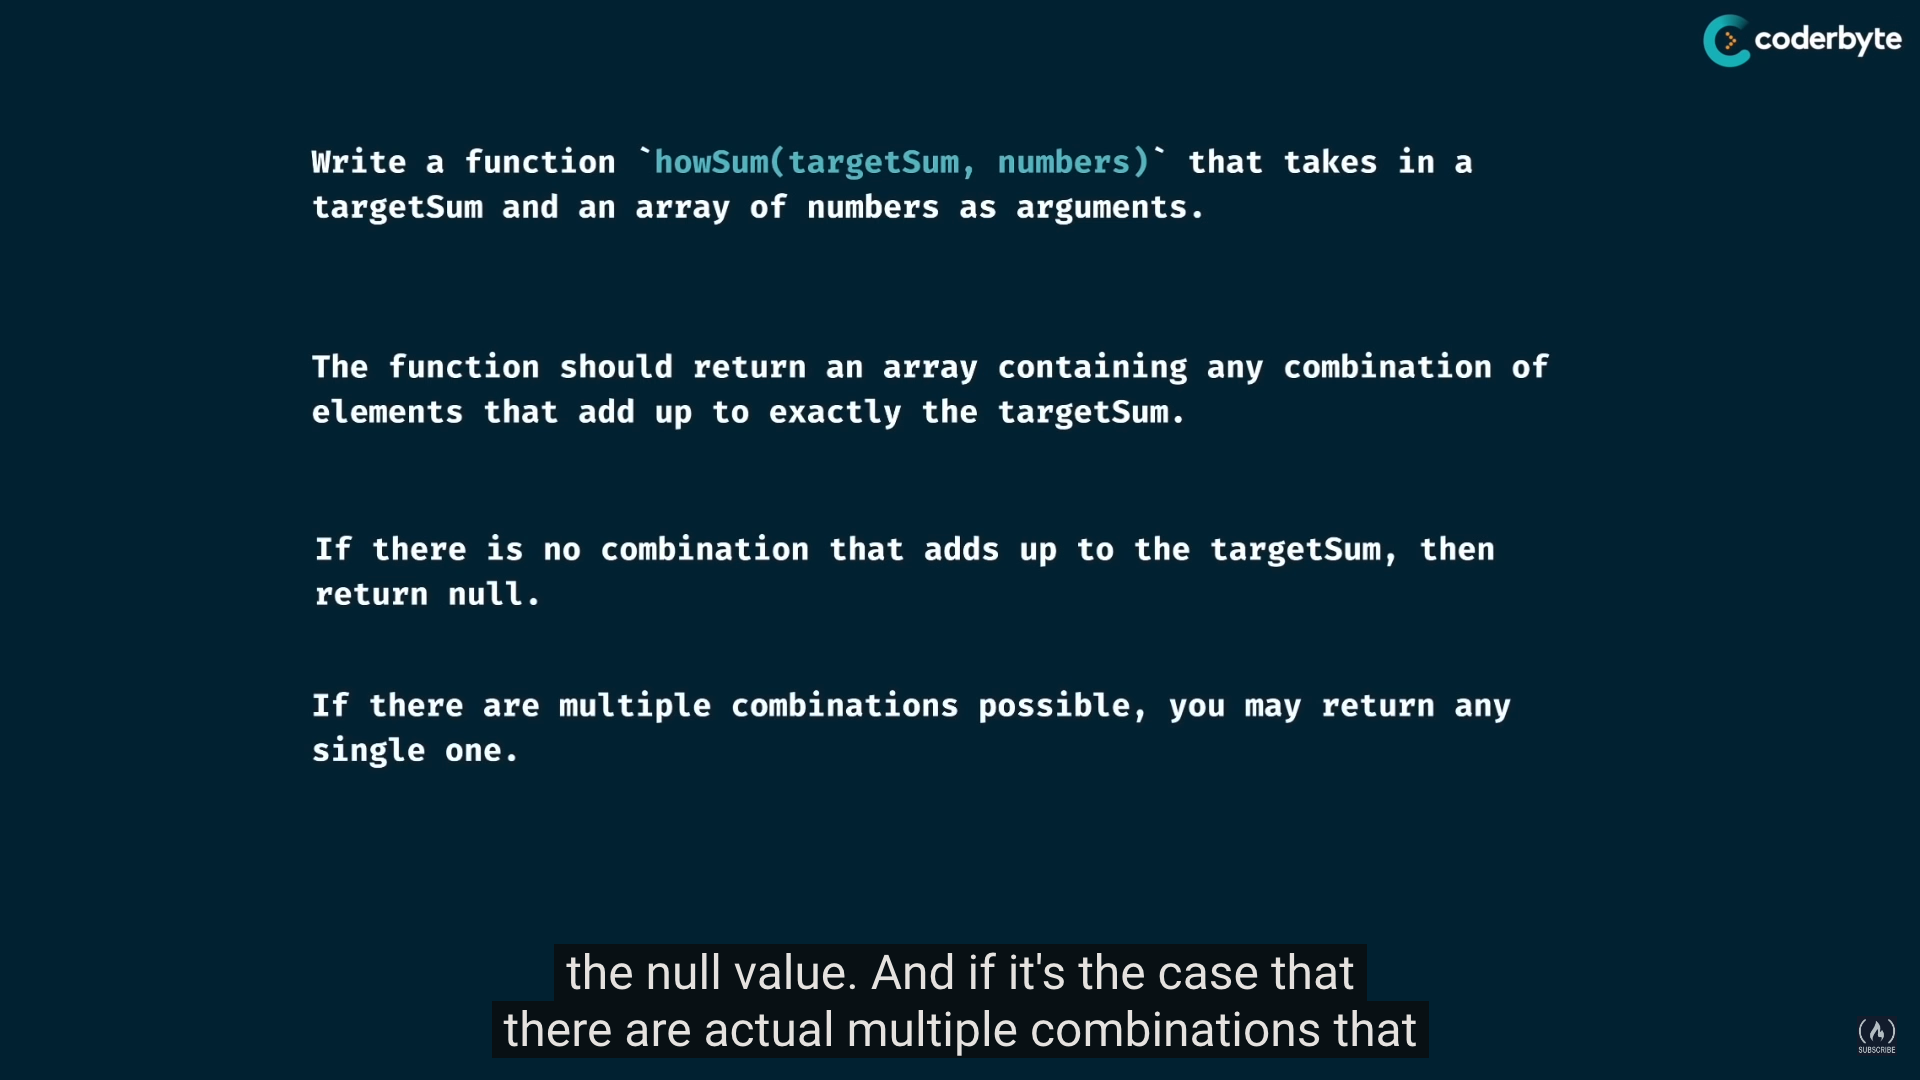 coderbyte
Write a function `howSum(targetSum, numbers)` that takes in a
targetSum and an array of numbers as arguments.
The function should return an array containing any combination of
elements that add up to exactly the targetSum.
If there is no combination that adds up to the targetSum, then
return null.
If there are multiple combinations possible, you may return any
single one.
the null value. And if it's the case that
there are actual multiple combinations that
SUBSCRIBE